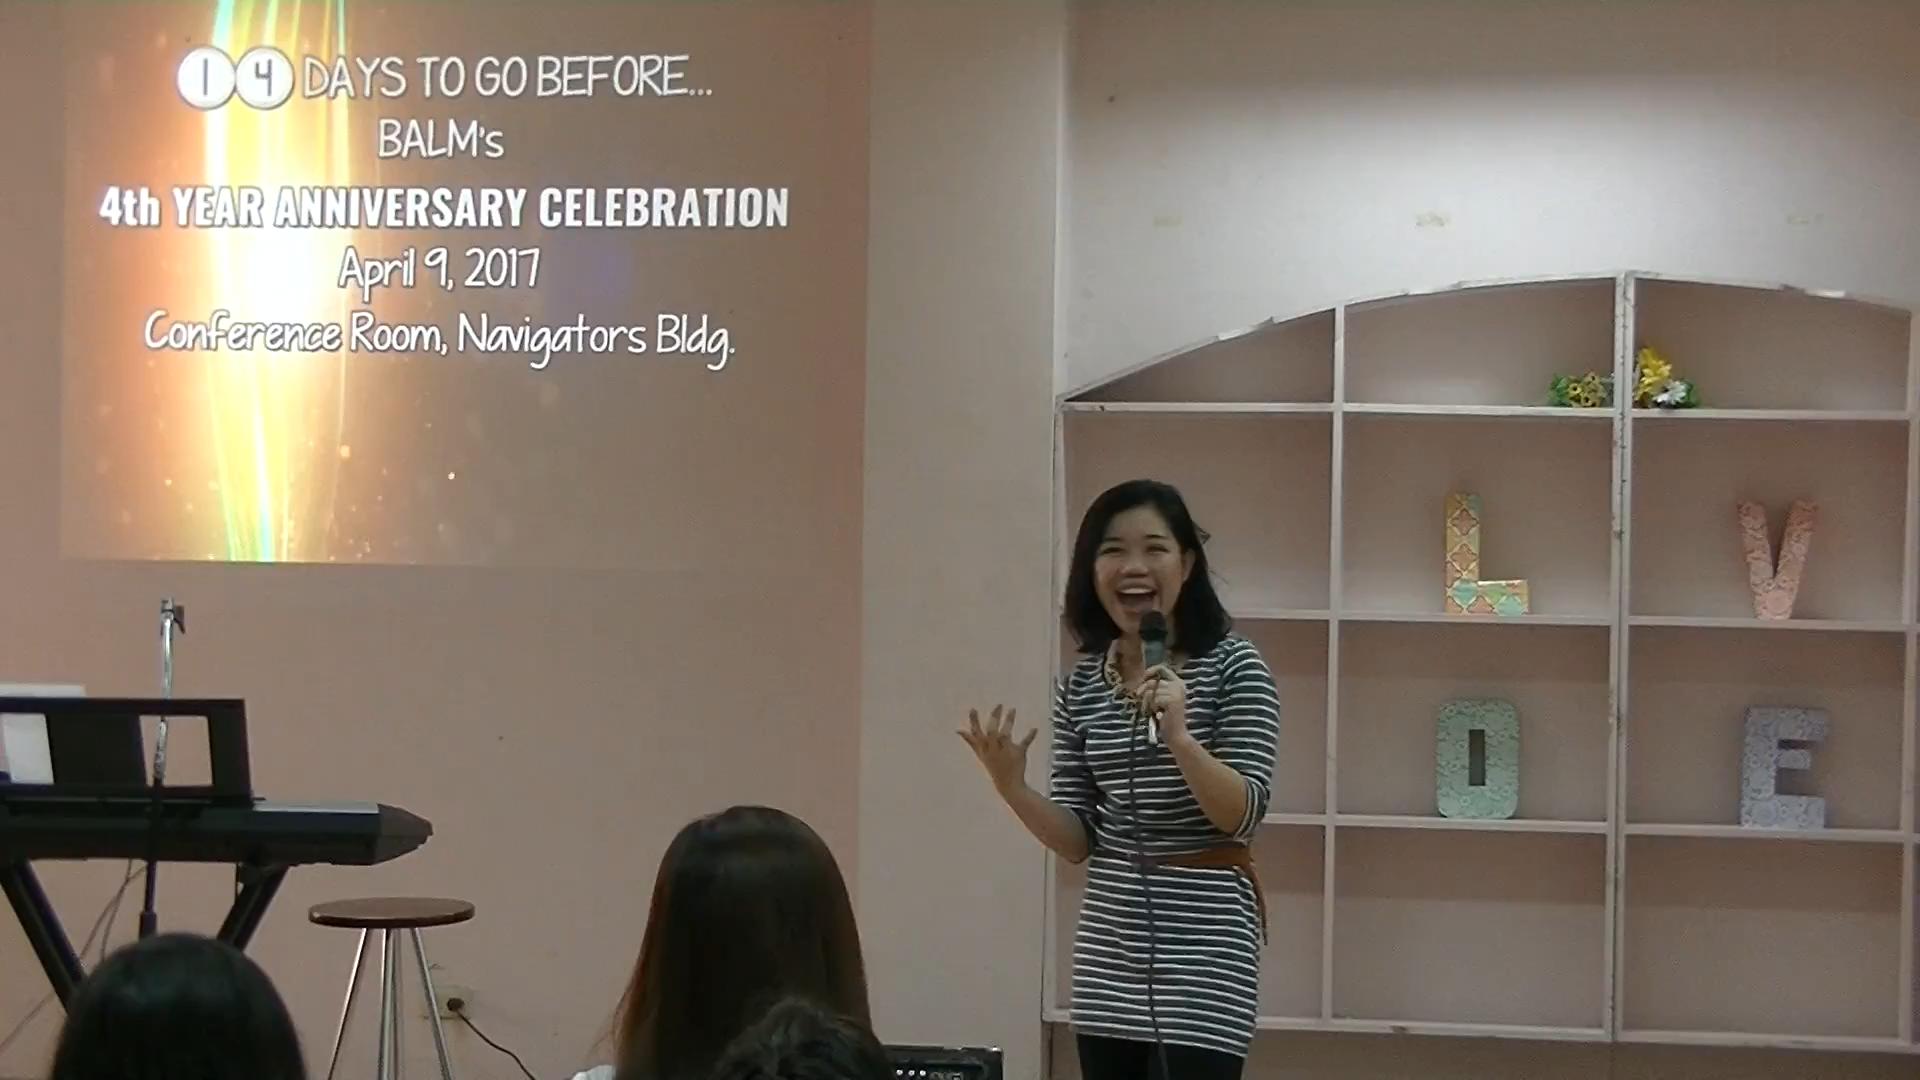 14 DAYS TO GO BEFORE...
BALM's
4th YEAR ANNIVERSARY CELEBRATION
April 9, 2017
Conference Room, Navigators Bldg.
L V
O E